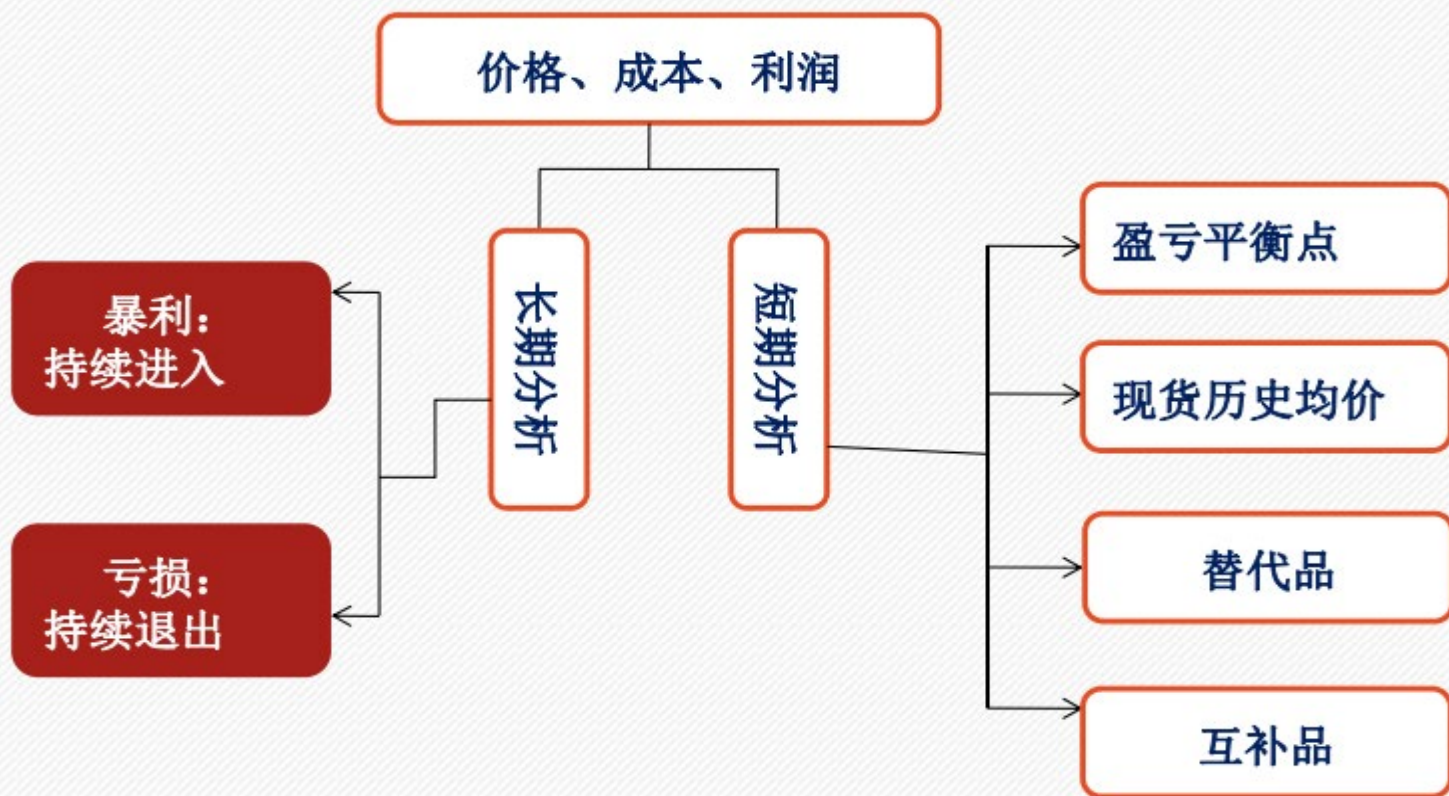 价格、成本、利润
长期分析
短期分析
暴利：
持续进入
亏损：
持续退出
盈亏平衡点
现货历史均价
替代品
互补品